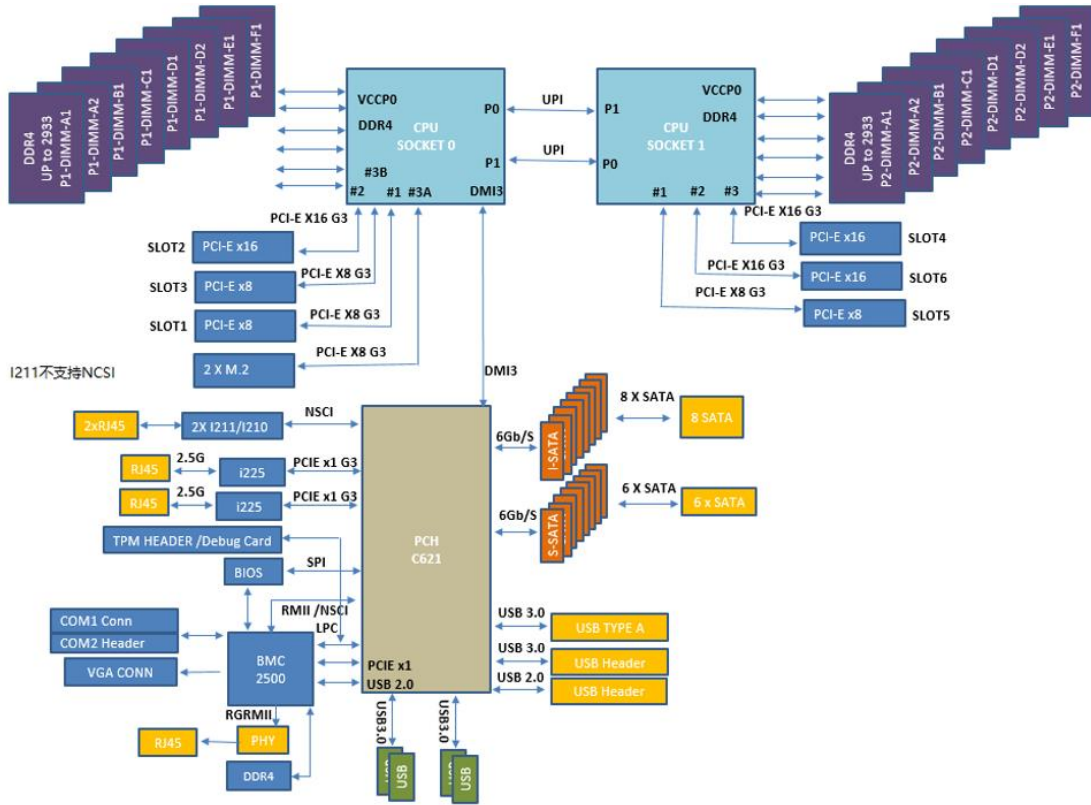 DDR4
UP to 2933
P1-DIMM-A1
P1-DIMM-A2
P1-DIMM-B1
P1-DIMM-C1
P1-DIMM-D1
P1-DIMM-D2
P1-DIMM-E1
P1-DIMM-F1
VCCP0
DDR4
CPU
SOCKET 0
P0
P1
#3B
#2
#1
#3A
DMI3
UPI
UPI
P1
P0
CPU
SOCKET 1
VCCP0
DDR4
#1
#2
#3
DDR4
UP to 2933
P2-DIMM-A1
P2-DIMM-A2
P2-DIMM-B1
P2-DIMM-C1
P2-DIMM-D1
P2-DIMM-D2
P2-DIMM-E1
P2-DIMM-F1
PCI-E X16 G3
SLOT2
PCI-E x16
PCI-E X8 G3
SLOT3
PCI-E x8
PCI-E X8 G3
SLOT1
PCI-E x8
PCI-E X8 G3
2 X M.2
PCI-E X16 G3
PCI-E x16
SLOT4
PCI-E X16 G3
PCI-E x16
SLOT6
PCI-E X8 G3
PCI-E x8
SLOT5
I211不支持NCSI
DMI3
2xRJ45
2X I211/I210
NSCI
RJ45
2.5G
i225
PCIE x1 G3
RJ45
2.5G
i225
PCIE x1 G3
TPM HEADER /Debug Card
BIOS
SPI
PCH
C621
6Gb/S
I-SATA
8 X SATA
8 SATA
6Gb/S
S-SATA
6 X SATA
6 x SATA
RMII /NSCI
LPC
COM1 Conn
COM2 Header
VGA CONN
BMC
2500
PCIE x1
USB 2.0
RGRMII
RJ45
PHY
DDR4
USB 3.0
USB TYPE A
USB 3.0
USB Header
USB 2.0
USB Header
USB3.0
USB
USB3.0
USB